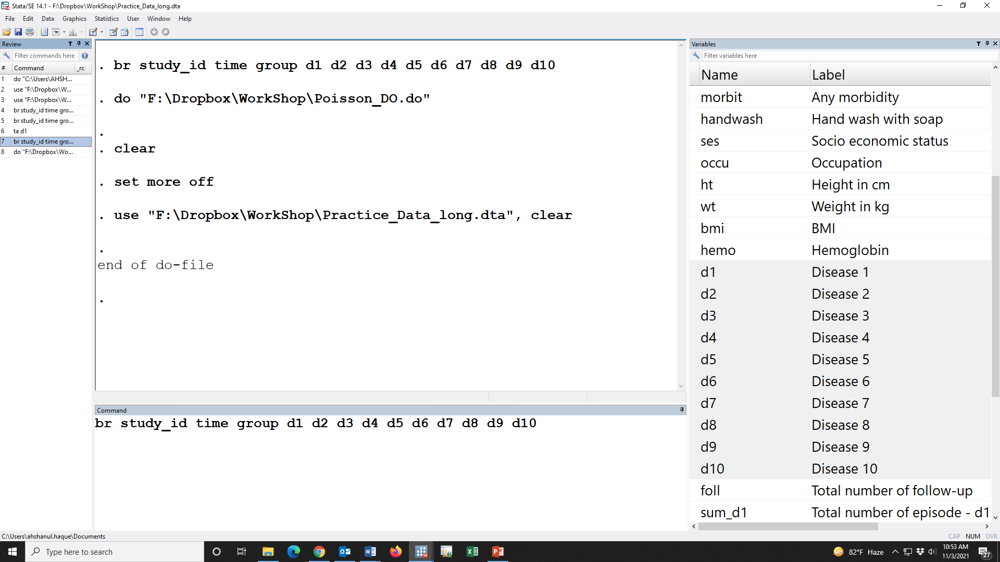 Stata/SE 14.1 - F:\Dropbox\WorkShop\Practice_Data_long.dta
File Edit Data Graphics Statistics User Window Help
Review
Filter commands here
# Command _rc
1 do "C:\Users\AHSH...
2 use "F:\Dropbox\W...
3 use "F:\Dropbox\W...
4 br study_id time gro...
5 br study_id time gro...
6 ta d1
7 br study_id time gro...
8 do "F:\Dropbox\Wo...
. br study_id time group d1 d2 d3 d4 d5 d6 d7 d8 d9 d10
. do "F:\Dropbox\WorkShop\Poisson_DO.do"
.
. clear
. set more off
. use "F:\Dropbox\WorkShop\Practice_Data_long.dta", clear
.
end of do-file
.
Command
br study_id time group d1 d2 d3 d4 d5 d6 d7 d8 d9 d10
Variables
Filter variables here
Name Label
morbit Any morbidity
handwash Hand wash with soap
ses Socio economic status
occu Occupation
ht Height in cm
wt Weight in kg
bmi BMI
hemo Hemoglobin
d1 Disease 1
d2 Disease 2
d3 Disease 3
d4 Disease 4
d5 Disease 5
d6 Disease 6
d7 Disease 7
d8 Disease 8
d9 Disease 9
d10 Disease 10
foll Total number of follow-up
sum_d1 Total number of episode - d1
C:\Users\ahshanul.haque\Documents
CAP NUM OVR
Type here to search
14
82°F Haze
10:53 AM
11/3/2021
27